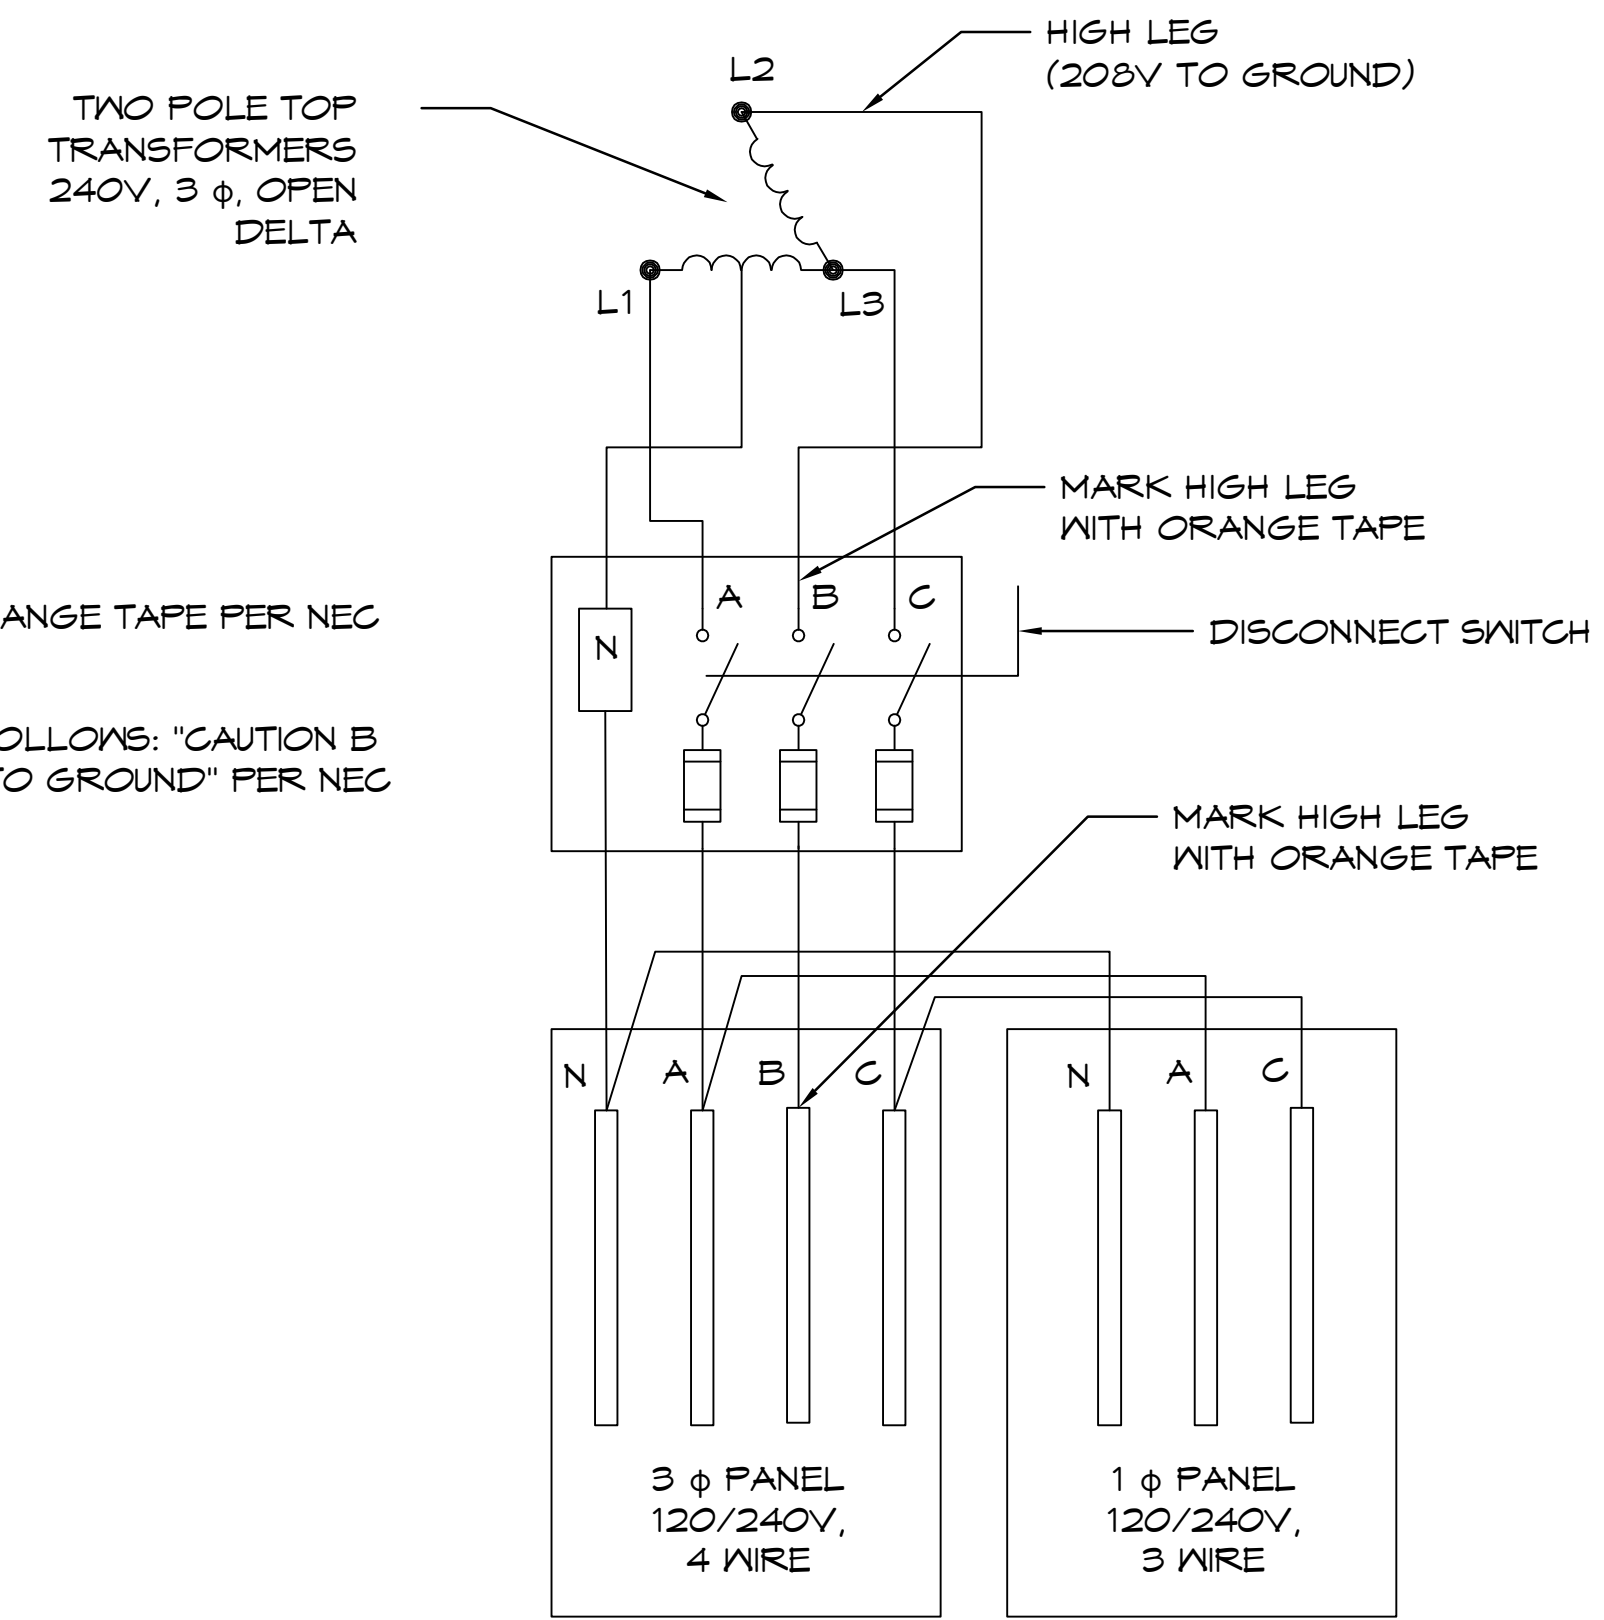 HIGH LEG
(208V TO GROUND)
L2
TWO POLE TOP
TRANSFORMERS
240V, 3 ϕ, OPEN
DELTA
L1
L3
MARK HIGH LEG
WITH ORANGE TAPE
A
B
C
ANGE TAPE PER NEC
N
DISCONNECT SWITCH
OLLOWS: "CAUTION B
TO GROUND" PER NEC
MARK HIGH LEG
WITH ORANGE TAPE
N
A
B
C
N
A
C
3 ϕ PANEL
120/240V,
4 WIRE
1 ϕ PANEL
120/240V,
3 WIRE